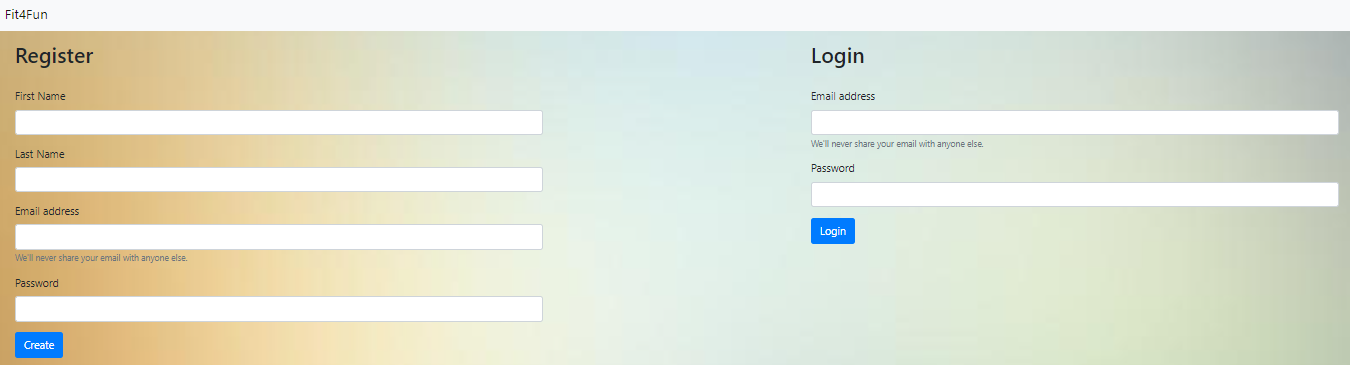 Fit4Fun
Register
First Name
Last Name
Email address
We'll never share your email with anyone else.
Password
Create
Login
Email address
We'll never share your email with anyone else.
Password
Login